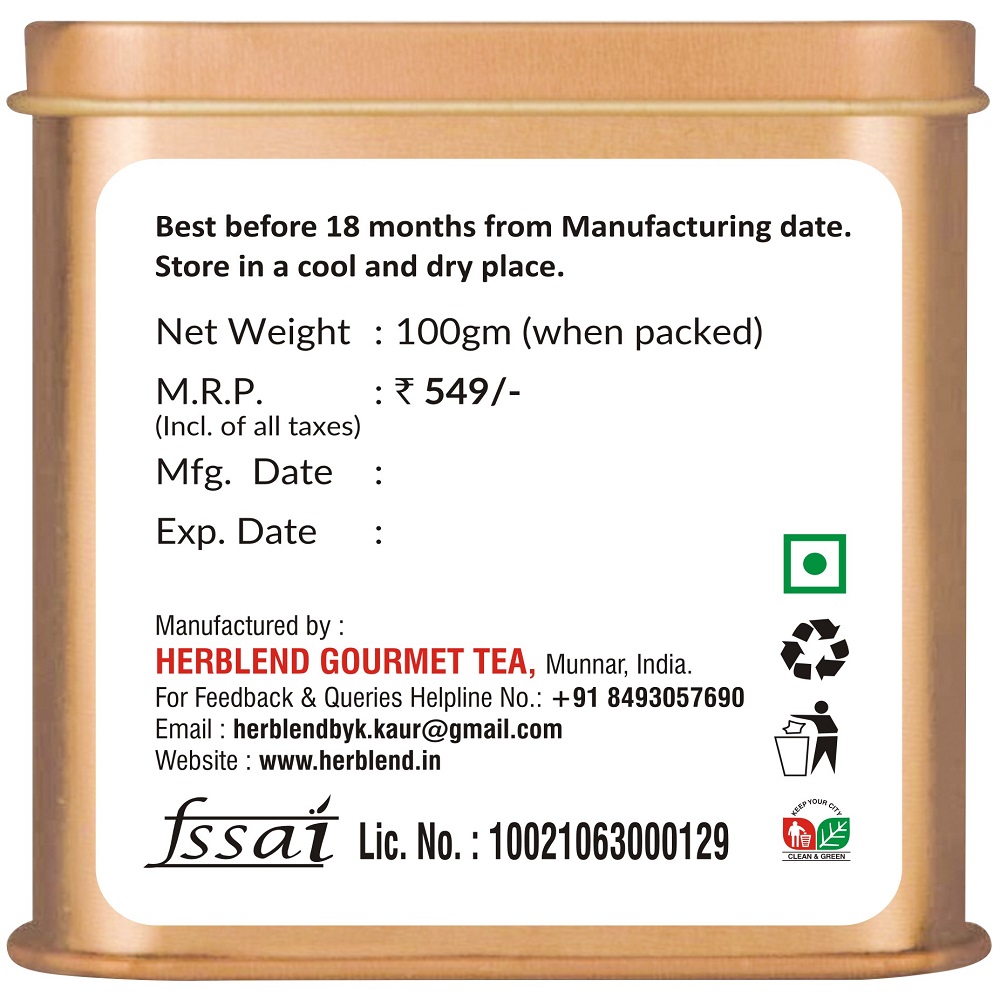 Best before 18 months from Manufacturing date.
Store in a cool and dry place.
Net Weight : 100gm (when packed)
M.R.P. : ₹ 549/-
(Incl. of all taxes)
Mfg. Date :
Exp. Date :
Manufactured by :
HERBLEND GOURMET TEA, Munnar, India.
For Feedback & Queries Helpline No.: +91 8493057690
Email : herblendbyk.kaur@gmail.com
Website : www.herblend.in
fssai Lic. No. : 10021063000129
KEEP YOUR CITY
CLEAN & GREEN